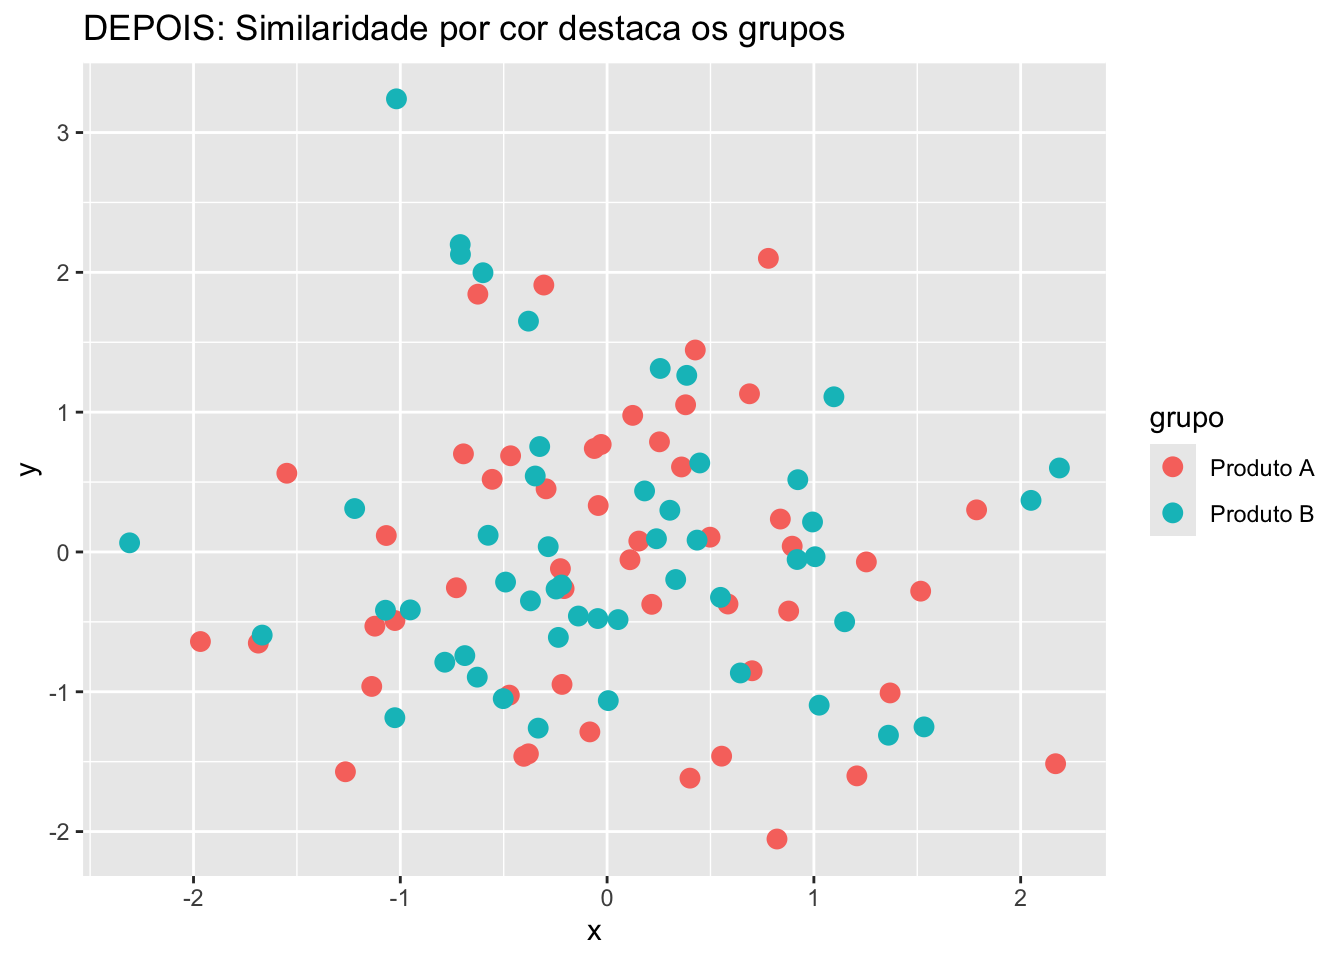 DEPOIS: Similaridade por cor destaca os grupos
3
2
1
0
-1
-2
y
-2 -1 0 1 2
x
grupo
Produto A
Produto B